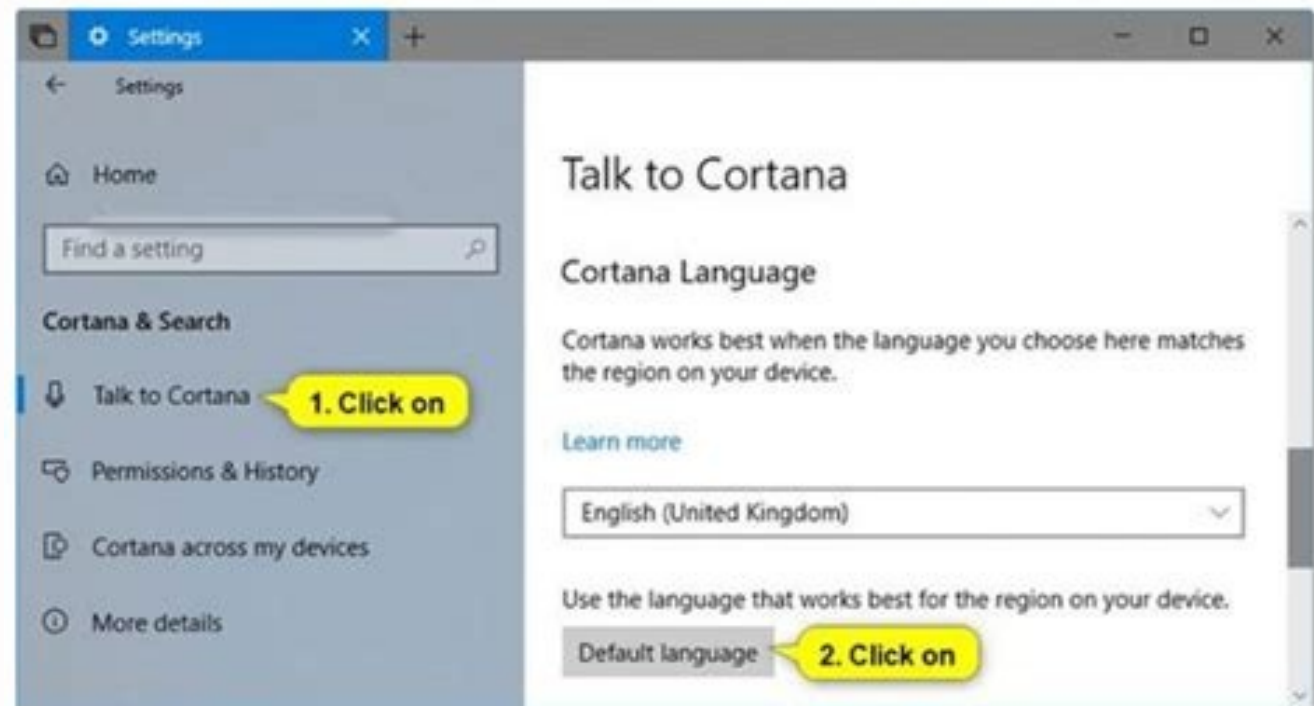 Settings
Settings
Home
Find a setting
Cortana & Search
Talk to Cortana
1. Click on
Permissions & History
Cortana across my devices
More details
Talk to Cortana
Cortana Language
Cortana works best when the language you choose here matches
the region on your device.
Learn more
English (United Kingdom)
Use the language that works best for the region on your device.
Default language
2. Click on